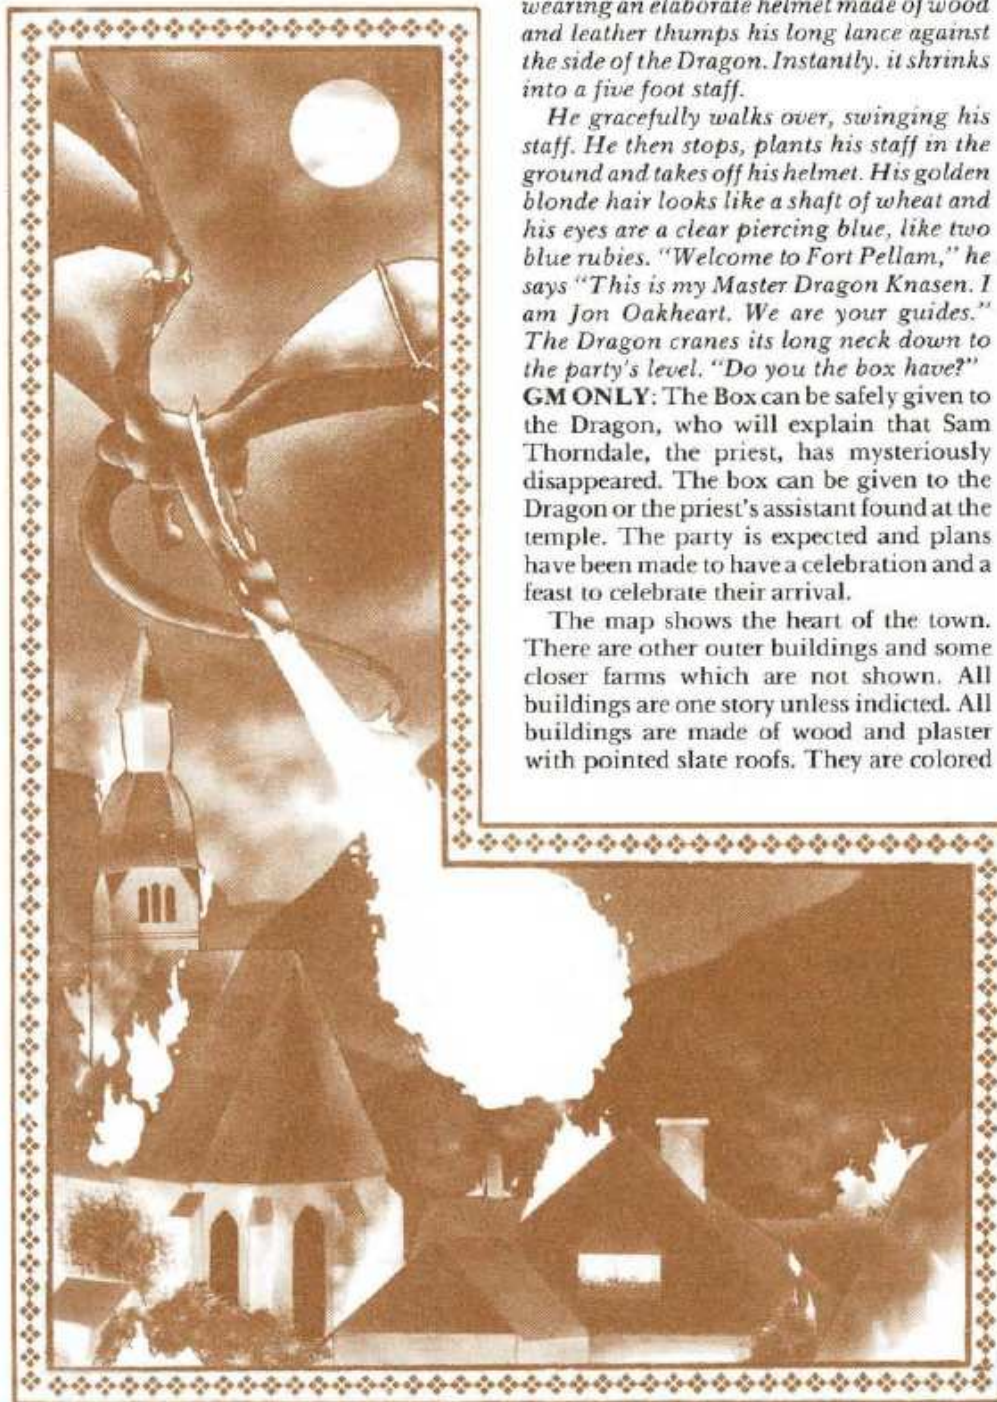 wearing an elaborate helmet made of wood
and leather thumps his long lance against
the side of the Dragon. Instantly. it shrinks
into a five foot staff.
He gracefully walks over, swinging his
staff. He then stops, plants his staff in the
ground and takes off his helmet. His golden
blonde hair looks like a shaft of wheat and
his eyes are a clear piercing blue, like two
blue rubies. “Welcome to Fort Pellam,” he
says “This is my Master Dragon Knasen. I
am Jon Oakheart. We are your guides.”
The Dragon cranes its long neck down to
the party's level. “Do you the box have?”
GM ONLY: The Box can be safely given to
the Dragon, who will explain that Sam
Thorndale, the priest, has mysteriously
disappeared. The box can be given to the
Dragon or the priest's assistant found at the
temple. The party is expected and plans
have been made to have a celebration and a
feast to celebrate their arrival.
The map shows the heart of the town.
There are other outer buildings and some
closer farms which are not shown. All
buildings are one story unless indicted. All
buildings are made of wood and plaster
with pointed slate roofs. They are colored